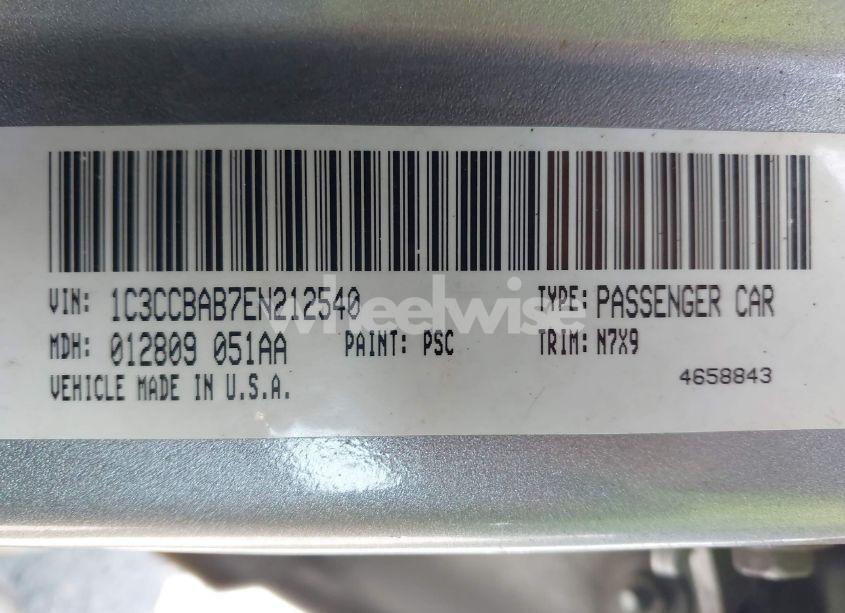 VIN: 1C3CCBAB7EN212540 TYPE: PASSENGER CAR
MDH: 012809 051AA PAINT: PSC TRIM: N7X9
VEHICLE MADE IN U.S.A. 4658843
wheelwise